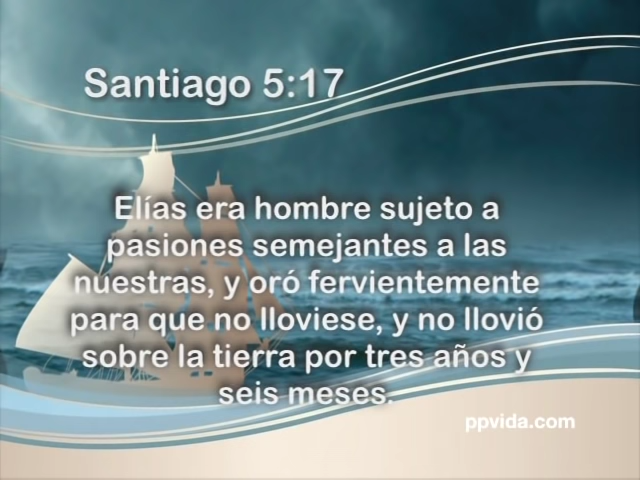 Santiago 5:17
Elías era hombre sujeto a
pasiones semejantes a las
nuestras, y oró fervientemente
para que no lloviese, y no llovió
sobre la tierra por tres años y
seis meses.
ppvida.com